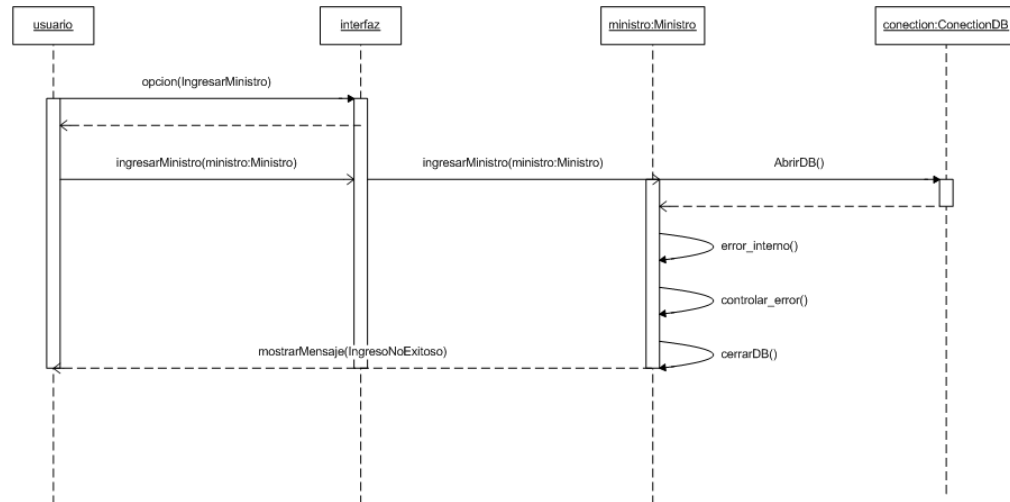 usuario
interfaz
ministro:Ministro
conection:ConectionDB
opcion(IngresarMinistro)
ingresarMinistro(ministro:Ministro)
ingresarMinistro(ministro:Ministro)
AbrirDB()
error_interno()
controlar_error()
mostrarMensaje(IngresoNoExitoso)
cerrarDB()